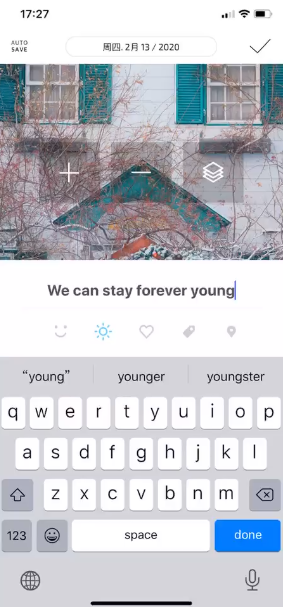 17:27
AUTO
SAVE
周四. 2月 13 / 2020
We can stay forever young
“young” younger youngster
q w e r t y u i o p
a s d f g h j k l
z x c v b n m
123 space done